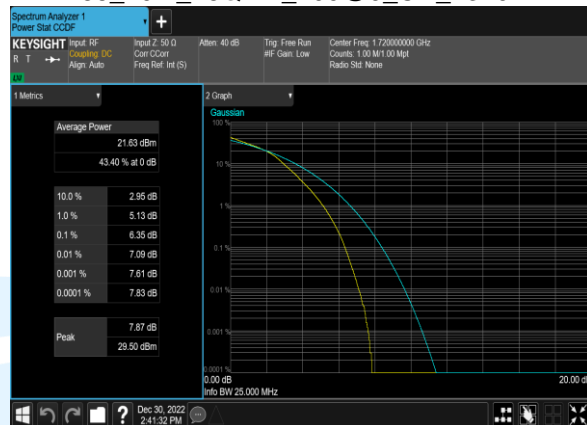 Spectrum Analyzer 1
Power Stat CCDF
KEYSIGHT
R T
LXI
Input: RF
Coupling: DC
Align: Auto
Input Z: 50 Ω
Corr CCorr
Freq Ref: Int (S)
Atten: 40 dB
Trig: Free Run
#IF Gain: Low
Center Freq: 1.720000000 GHz
Counts: 1.00 M/1.00 Mpt
Radio Std: None
1 Metrics
Average Power
21.63 dBm
43.40 % at 0 dB
10.0 % 2.95 dB
1.0 % 5.13 dB
0.1 % 6.35 dB
0.01 % 7.09 dB
0.001 % 7.61 dB
0.0001 % 7.83 dB
Peak
7.87 dB
29.50 dBm
2 Graph
Gaussian
100 %
10 %
1 %
0.1 %
0.01 %
0.001 %
0.0001 %
0.00 dB
20.00 d
Info BW 25.000 MHz
?
Dec 30, 2022
2:41:32 PM